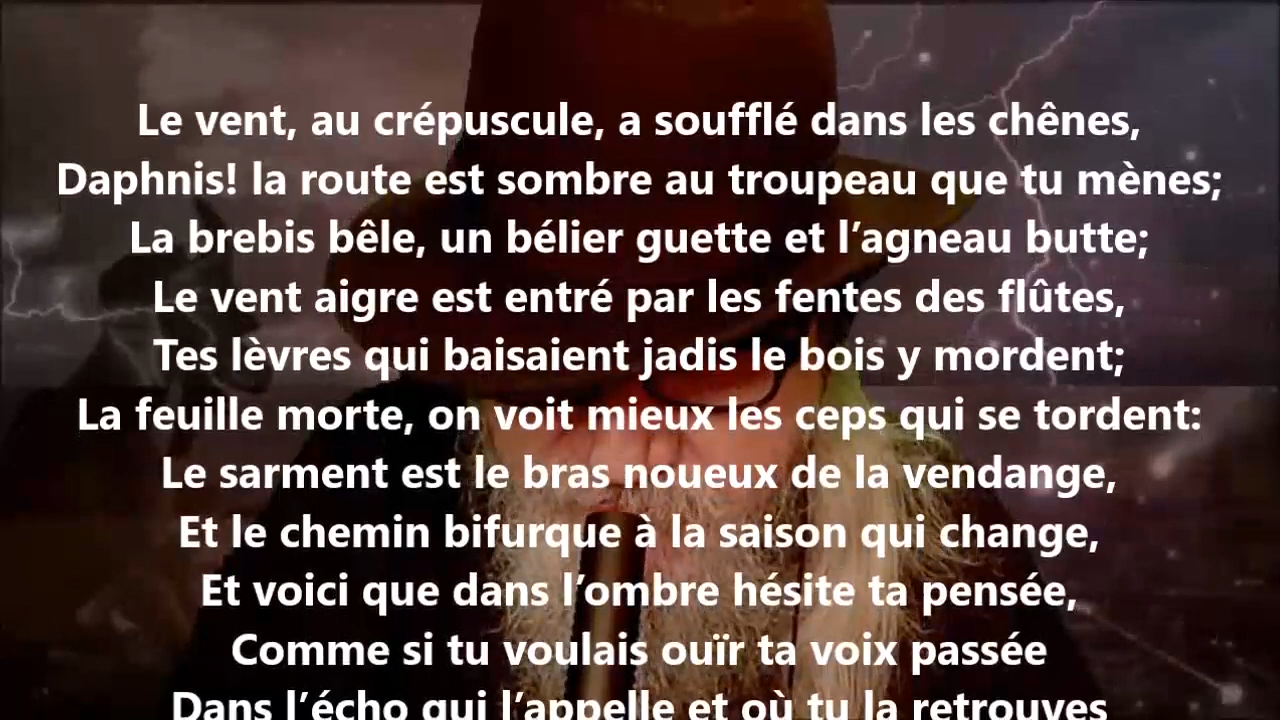 Le vent, au crépuscule, a soufflé dans les chênes,
Daphnis! la route est sombre au troupeau que tu mènes;
La brebis bêle, un bélier guette et l’agneau butte;
Le vent aigre est entré par les fentes des flûtes,
Tes lèvres qui baisaient jadis le bois y mordent;
La feuille morte, on voit mieux les ceps qui se tordent:
Le sarment est le bras noueux de la vendange,
Et le chemin bifurque à la saison qui change,
Et voici que dans l’ombre hésite ta pensée,
Comme si tu voulais ouïr ta voix passée
Dans l’écho qui l’appelle et où tu la retrouves